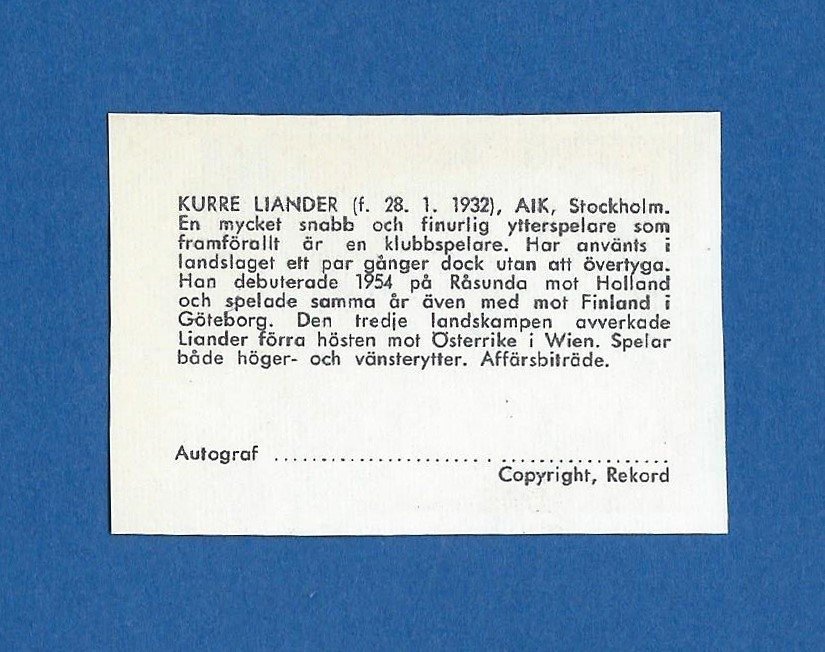 KURRE LIANDER (f. 28. 1. 1932), AIK, Stockholm.
En mycket snabb och finurlig ytterspelare som
framförallt är en klubbspelare. Har använts i
landslaget ett par gånger dock utan att övertyga.
Han debuterade 1954 på Råsunda mot Holland
och spelade samma år även med mot Finland i
Göteborg. Den tredje landskampen avverkade
Liander förra hösten mot Österrike i Wien. Spelar
både höger- och vänsterytter. Affärsbiträde.
Autograf ........................................
Copyright, Rekord